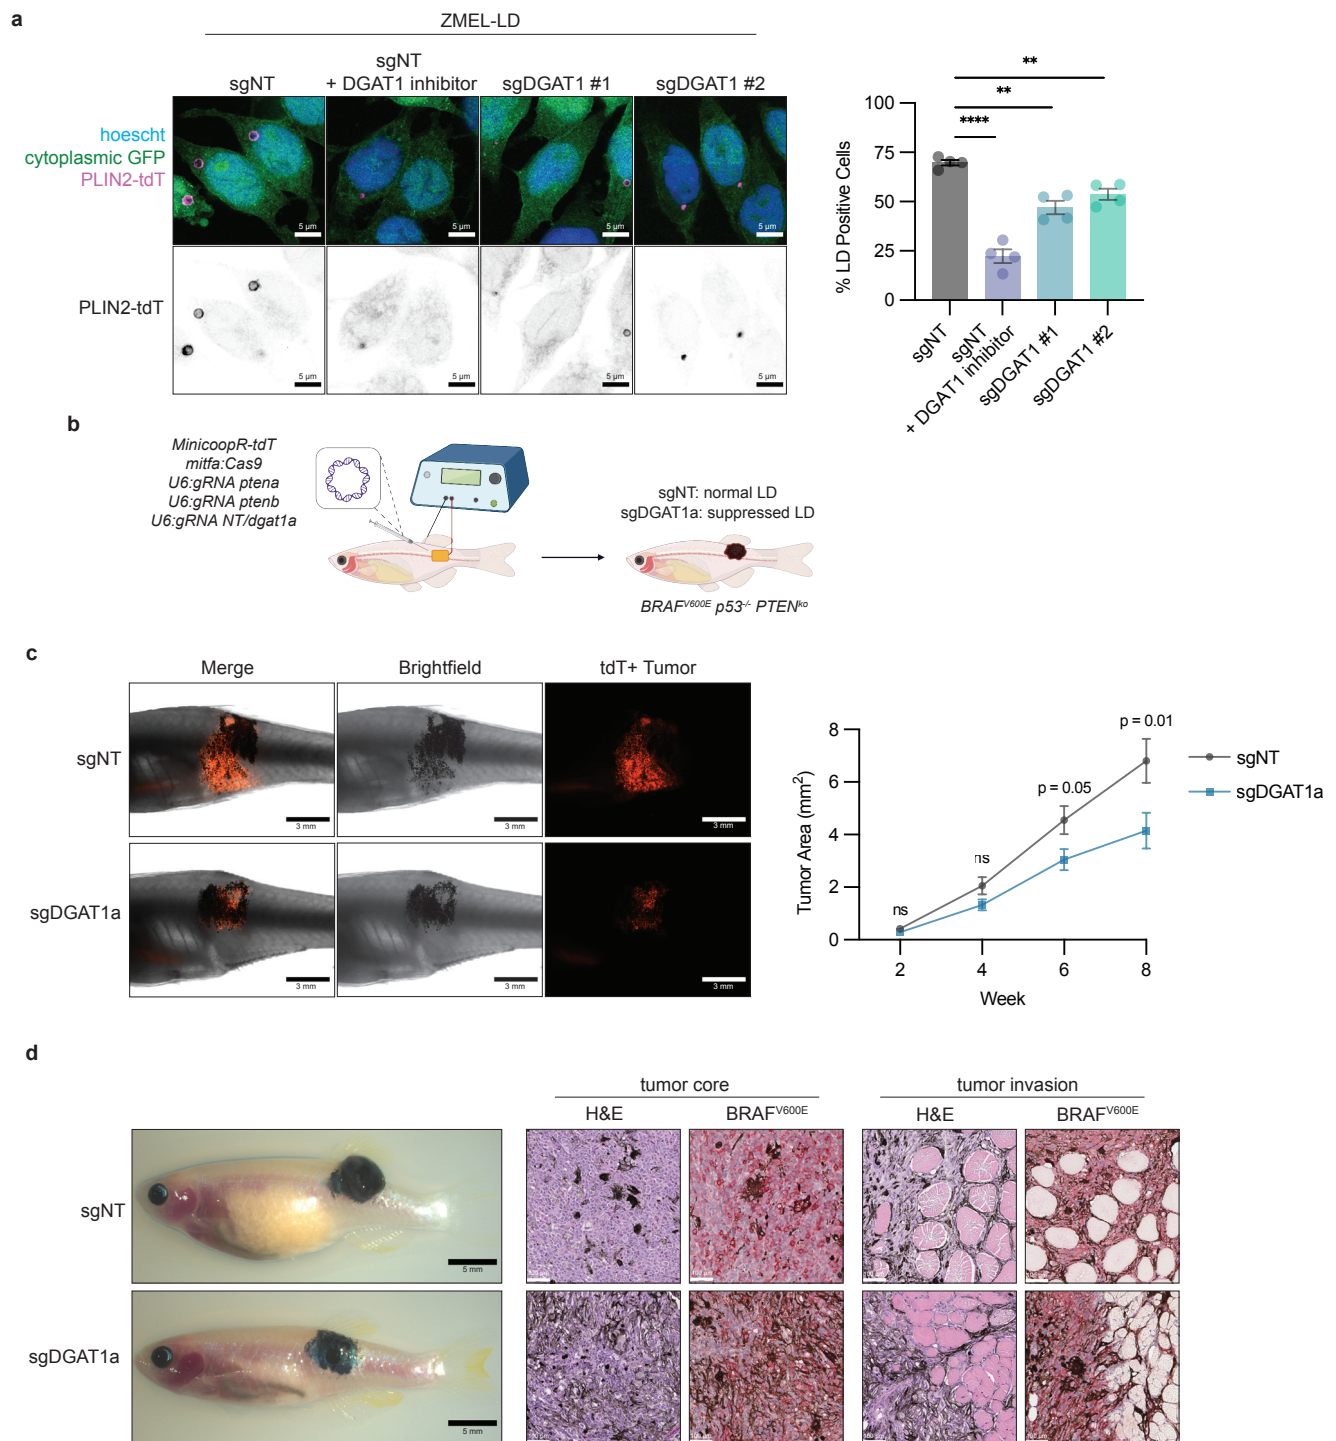 a
ZMEL-LD
sgNT
sgNT
+ DGAT1 inhibitor
sgDGAT1 #1
sgDGAT1 #2
hoescht
cytoplasmic GFP
PLIN2-tdT
5 µm
5 µm
5 µm
5 µm
PLIN2-tdT
5 µm
5 µm
5 µm
5 µm
**
**
****
100
75
50
25
0
% LD Positive Cells
sgNT
sgNT
+ DGAT1 inhibitor
sgDGAT1 #1
sgDGAT1 #2
b
MinicoopR-tdT
mitfa:Cas9
U6:gRNA ptena
U6:gRNA ptenb
U6:gRNA NT/dgat1a
sgNT: normal LD
sgDGAT1a: suppressed LD
BRAFV600E p53-/- PTENko
c
Merge
Brightfield
tdT+ Tumor
sgNT
3 mm
3 mm
3 mm
sgDGAT1a
3 mm
3 mm
3 mm
8
6
4
2
0
Tumor Area (mm2)
ns
ns
p = 0.05
p = 0.01
2
4
6
8
Week
sgNT
sgDGAT1a
d
tumor core
tumor invasion
H&E
BRAFV600E
H&E
BRAFV600E
sgNT
5 mm
sgDGAT1a
5 mm